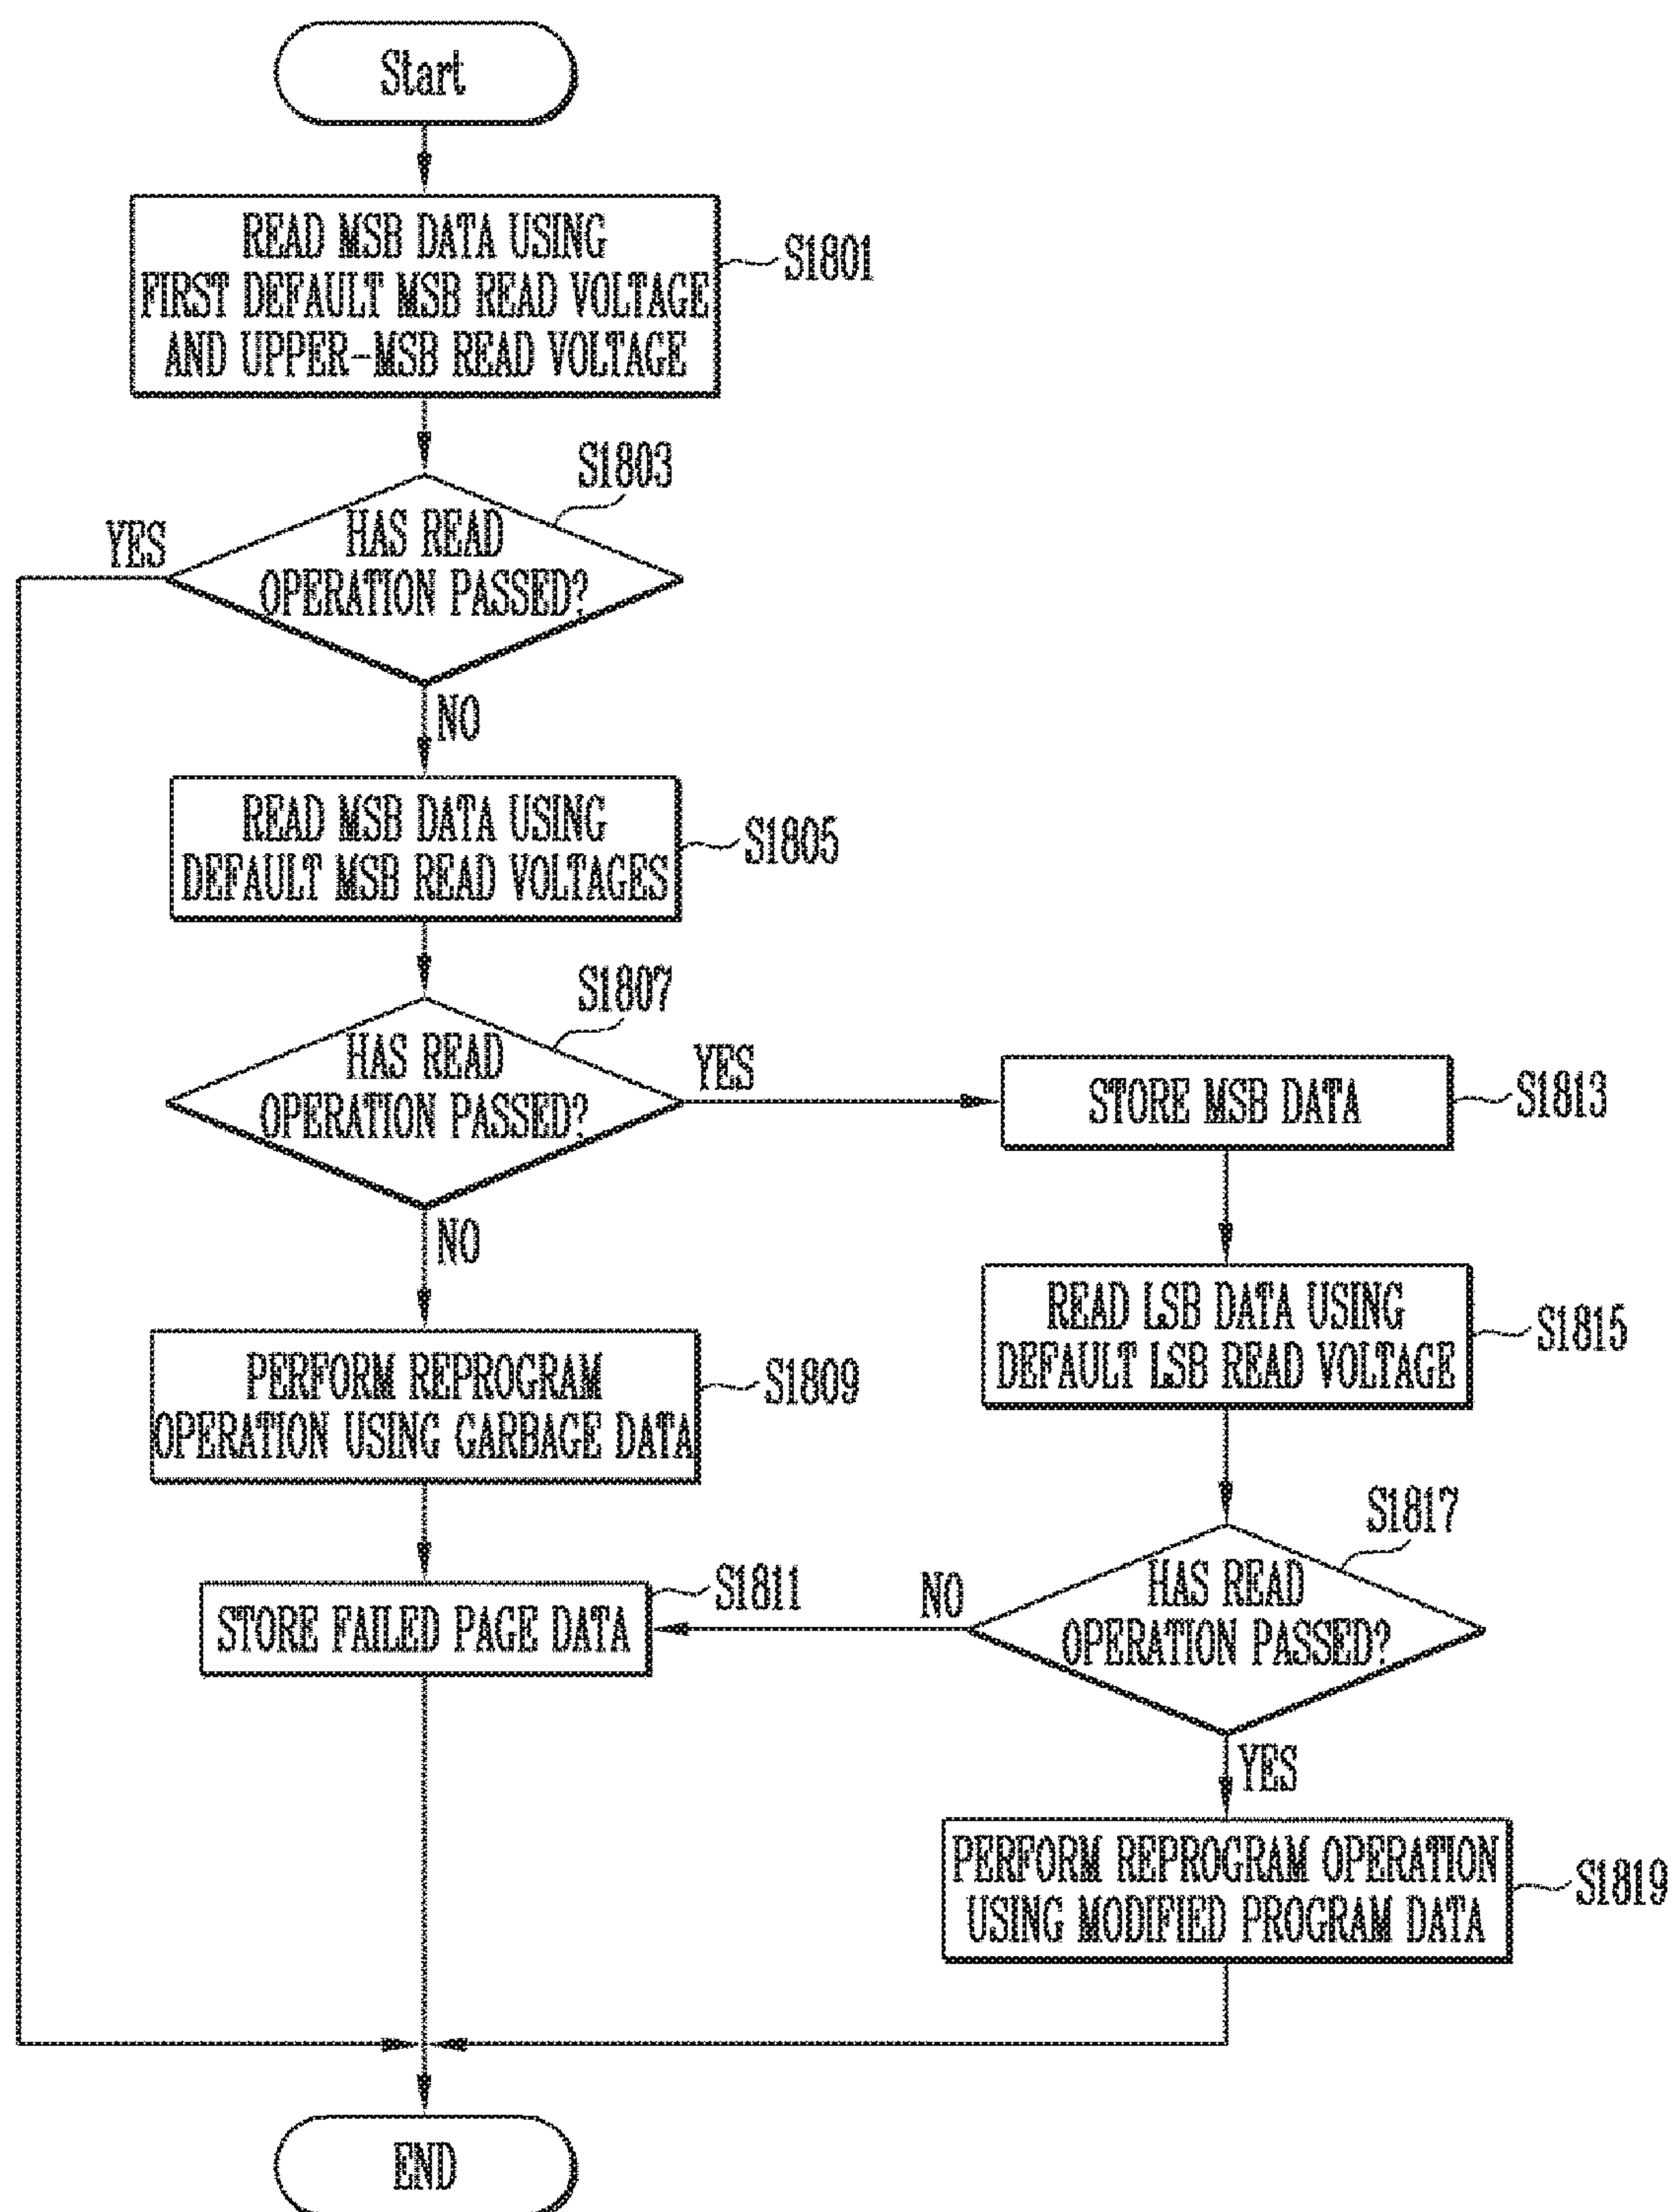 Start
READ MSB DATA USING
FIRST DEFAULT MSB READ VOLTAGE
AND UPPER-MSB READ VOLTAGE
S1801
S1803
HAS READ
OPERATION PASSED?
YES
NO
READ MSB DATA USING
DEFAULT MSB READ VOLTAGES
S1805
S1807
HAS READ
OPERATION PASSED?
YES
NO
STORE MSB DATA
S1813
READ LSB DATA USING
DEFAULT LSB READ VOLTAGE
S1815
PERFORM REPROGRAM
OPERATION USING GARBAGE DATA
S1809
S1817
HAS READ
OPERATION PASSED?
NO
YES
STORE FAILED PAGE DATA
S1811
PERFORM REPROGRAM OPERATION
USING MODIFIED PROGRAM DATA
S1819
END